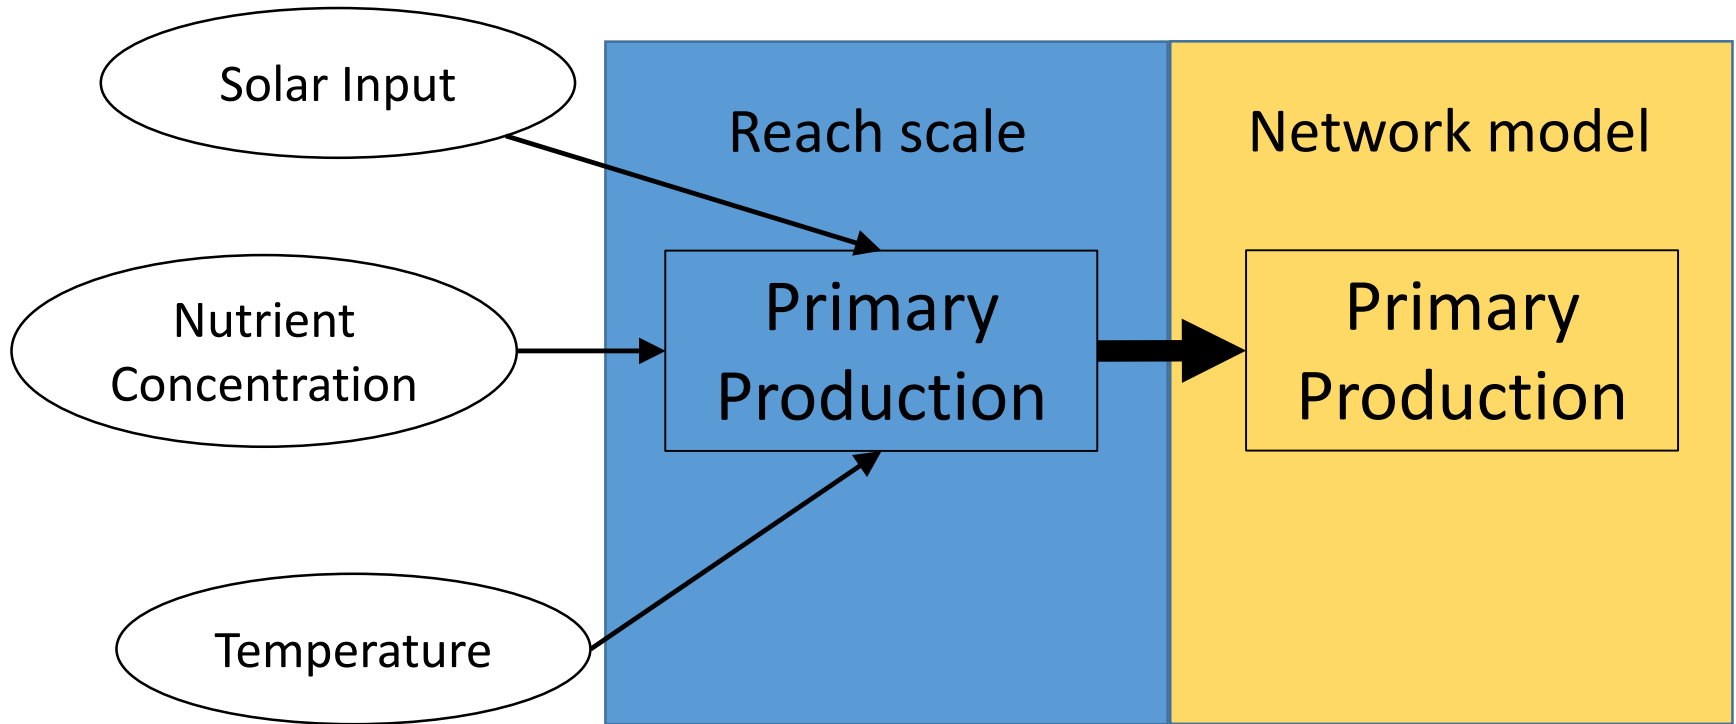 Solar Input
Nutrient
Concentration
Temperature
Reach scale
Primary
Production
Network model
Primary
Production